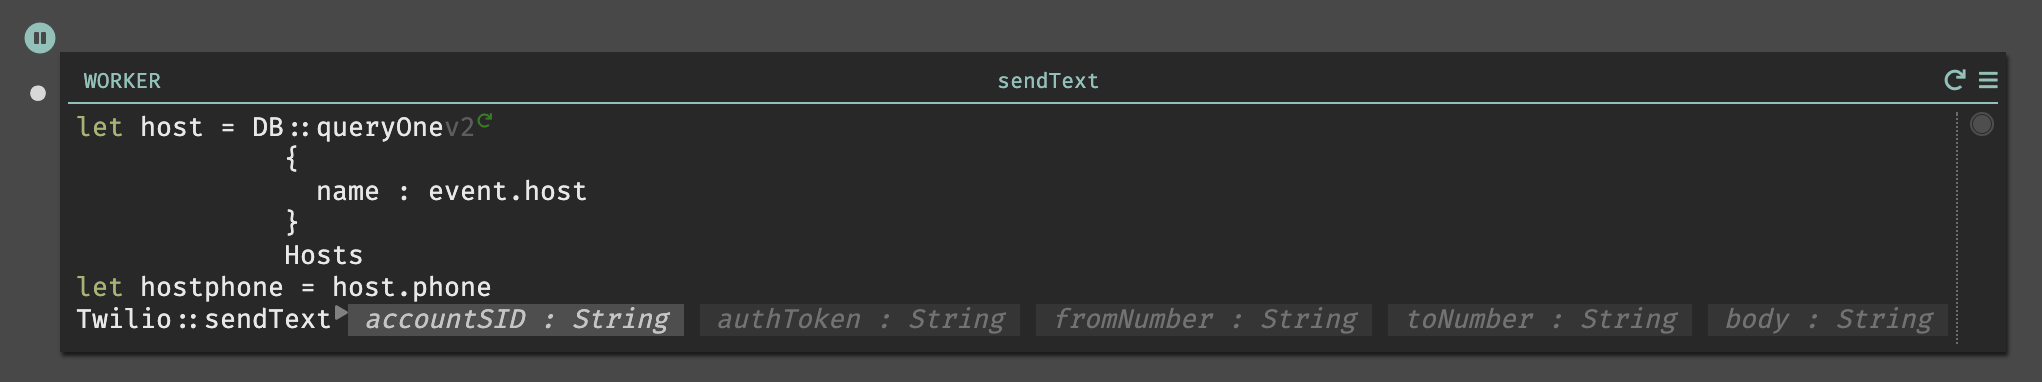 WORKER sendText
let host = DB::queryOnev2
{
name : event.host
}
Hosts
let hostphone = host.phone
Twilio::sendText accountSID : String authToken : String fromNumber : String toNumber : String body : String